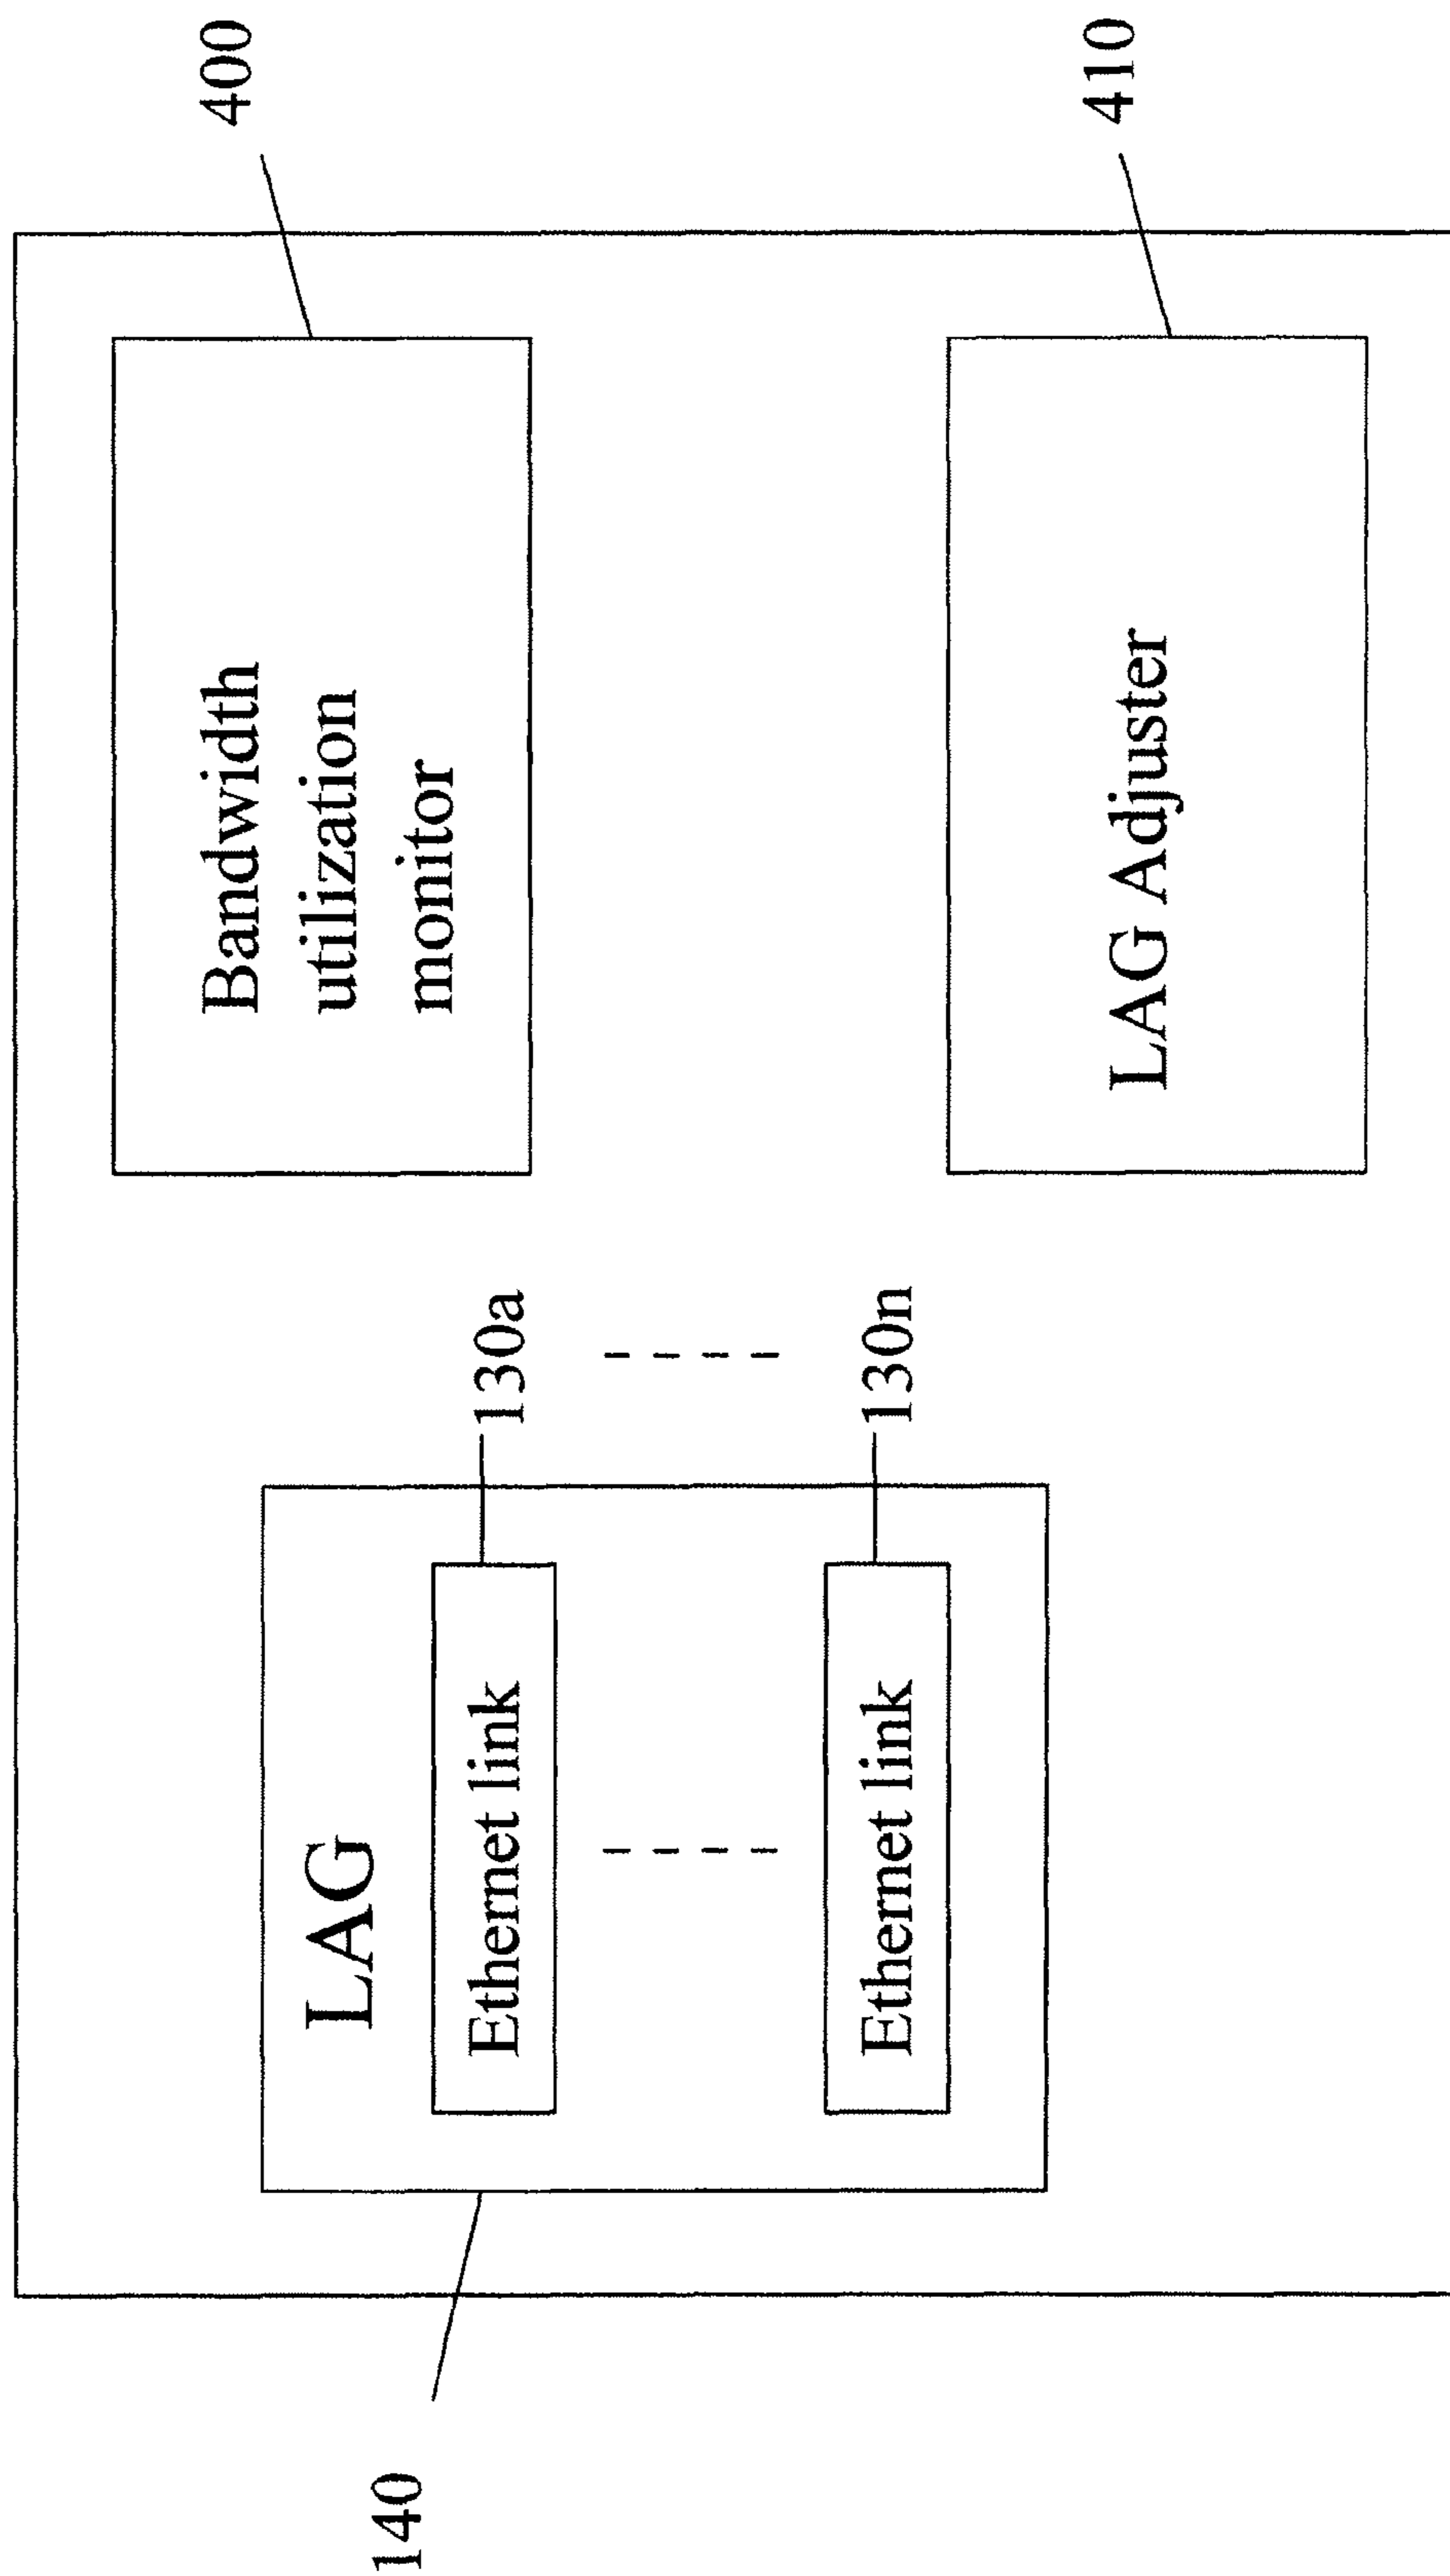 LAG
Ethernet link
130a
Ethernet link
130n
140
Bandwidth
utilization
monitor
400
LAG Adjuster
410